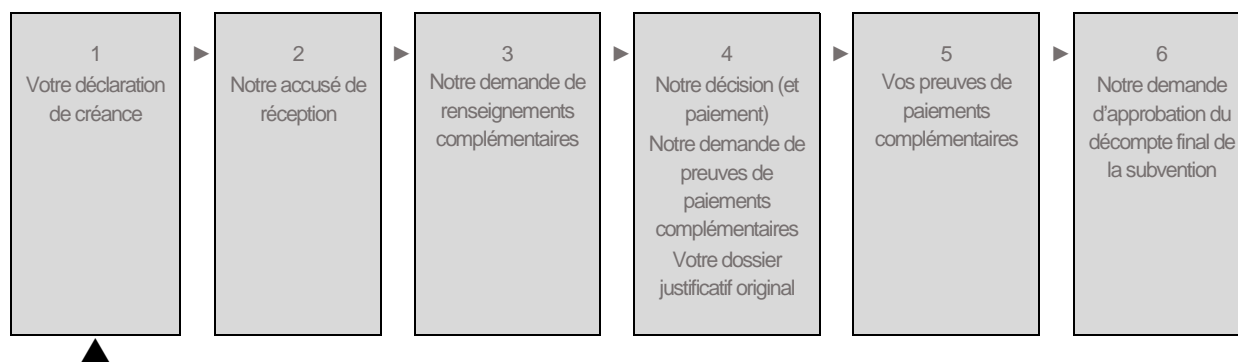 1
Votre déclaration
de créance
►
2
Notre accusé de
réception
►
3
Notre demande de
renseignements
complémentaires
►
4
Notre décision (et
paiement)
Notre demande de
preuves de
paiements
complémentaires
Votre dossier
justificatif original
►
5
Vos preuves de
paiements
complémentaires
►
6
Notre demande
d'approbation du
décompte final de
la subvention